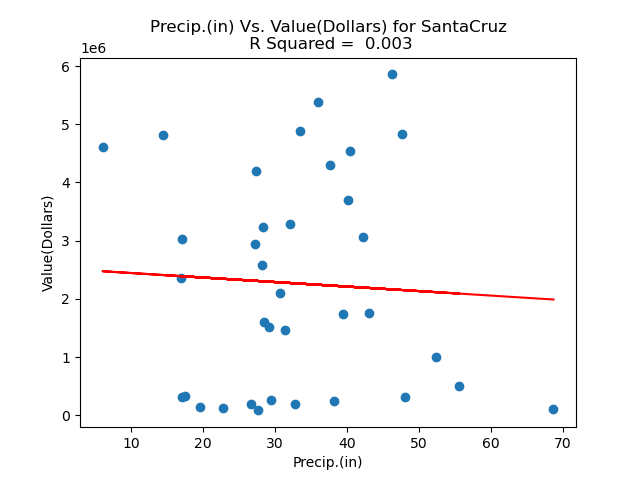 Precip.(in) Vs. Value(Dollars) for SantaCruz
R Squared =  0.003
1e6
6
5
4
3
2
1
0
Value(Dollars)
10 20 30 40 50 60 70
Precip.(in)